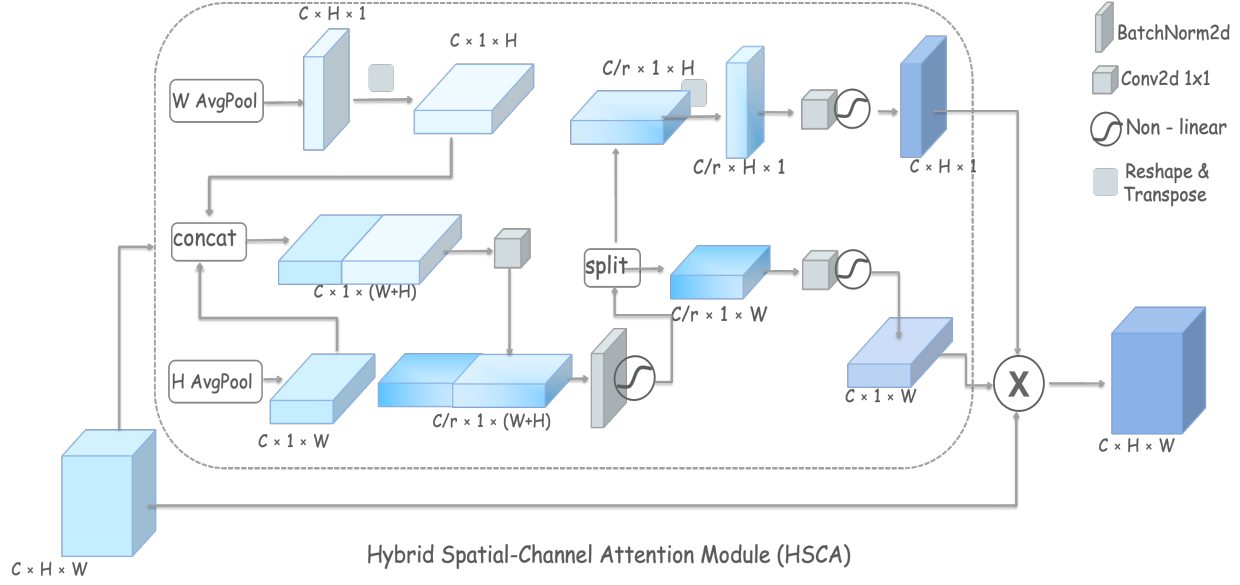 C × H × 1
W AvgPool
C × 1 × H
concat
C × 1 × (W+H)
H AvgPool
C × 1 × W
C/r × 1 × (W+H)
C × H × W
C/r × 1 × H
C/r × H × 1
C × H × 1
split
C/r × 1 × W
C × 1 × W
X
C × H × W
BatchNorm2d
Conv2d 1x1
Non - linear
Reshape &
Transpose
Hybrid Spatial-Channel Attention Module (HSCA)